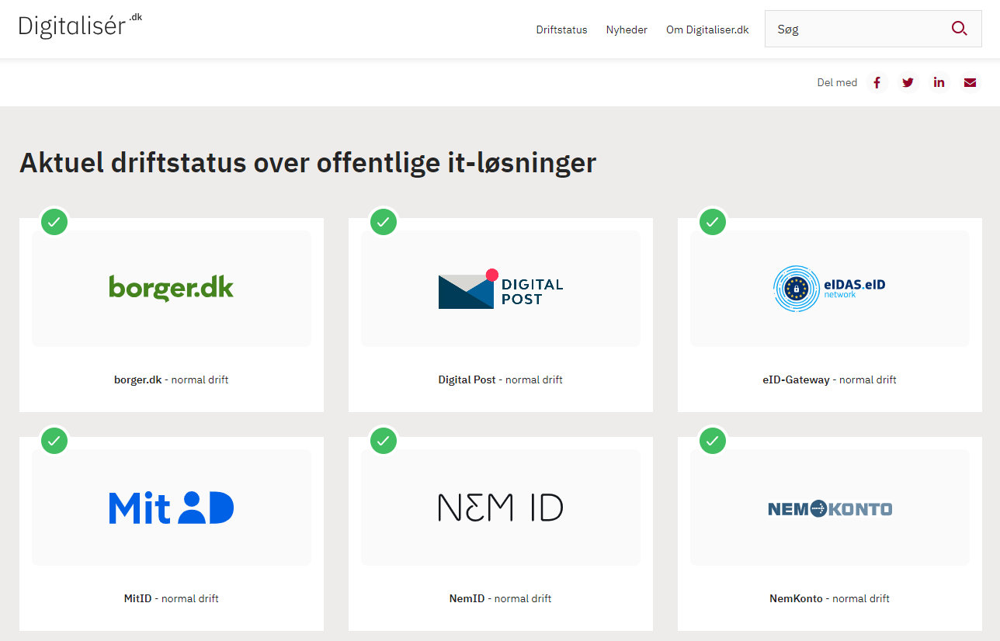 Digitalisér.dk
Driftstatus Nyheder Om Digitaliser.dk Søg
Del med
Aktuel driftstatus over offentlige it-løsninger
borger.dk
DIGITAL
POST
eIDAS.eID
network
borger.dk - normal drift
Digital Post - normal drift
eID-Gateway - normal drift
Mit ID
NEM ID
NEMKONTO
MitID - normal drift
NemID - normal drift
NemKonto - normal drift